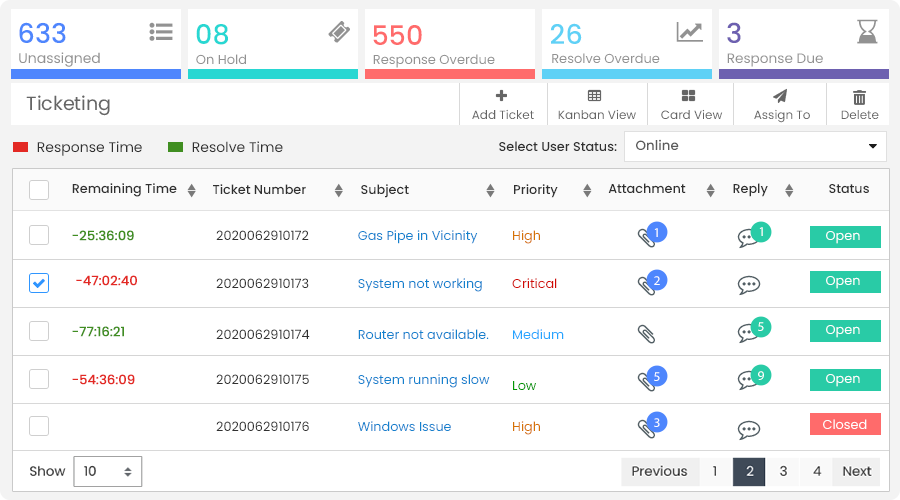 633 08 550 26 3
Unassigned On Hold Response Overdue Resolve Overdue Response Due
Ticketing Add Ticket Kanban View Card View Assign To Delete
Response Time Resolve Time Select User Status: Online
Remaining Time Ticket Number Subject Priority Attachment Reply Status
-25:36:09 2020062910172 Gas Pipe in Vicinity High 1 1 Open
-47:02:40 2020062910173 System not working Critical 2 Open
-77:16:21 2020062910174 Router not available. Medium 5 Open
-54:36:09 2020062910175 System running slow Low 5 9 Open
2020062910176 Windows Issue High 3 Closed
Show 10 Previous 1 2 3 4 Next